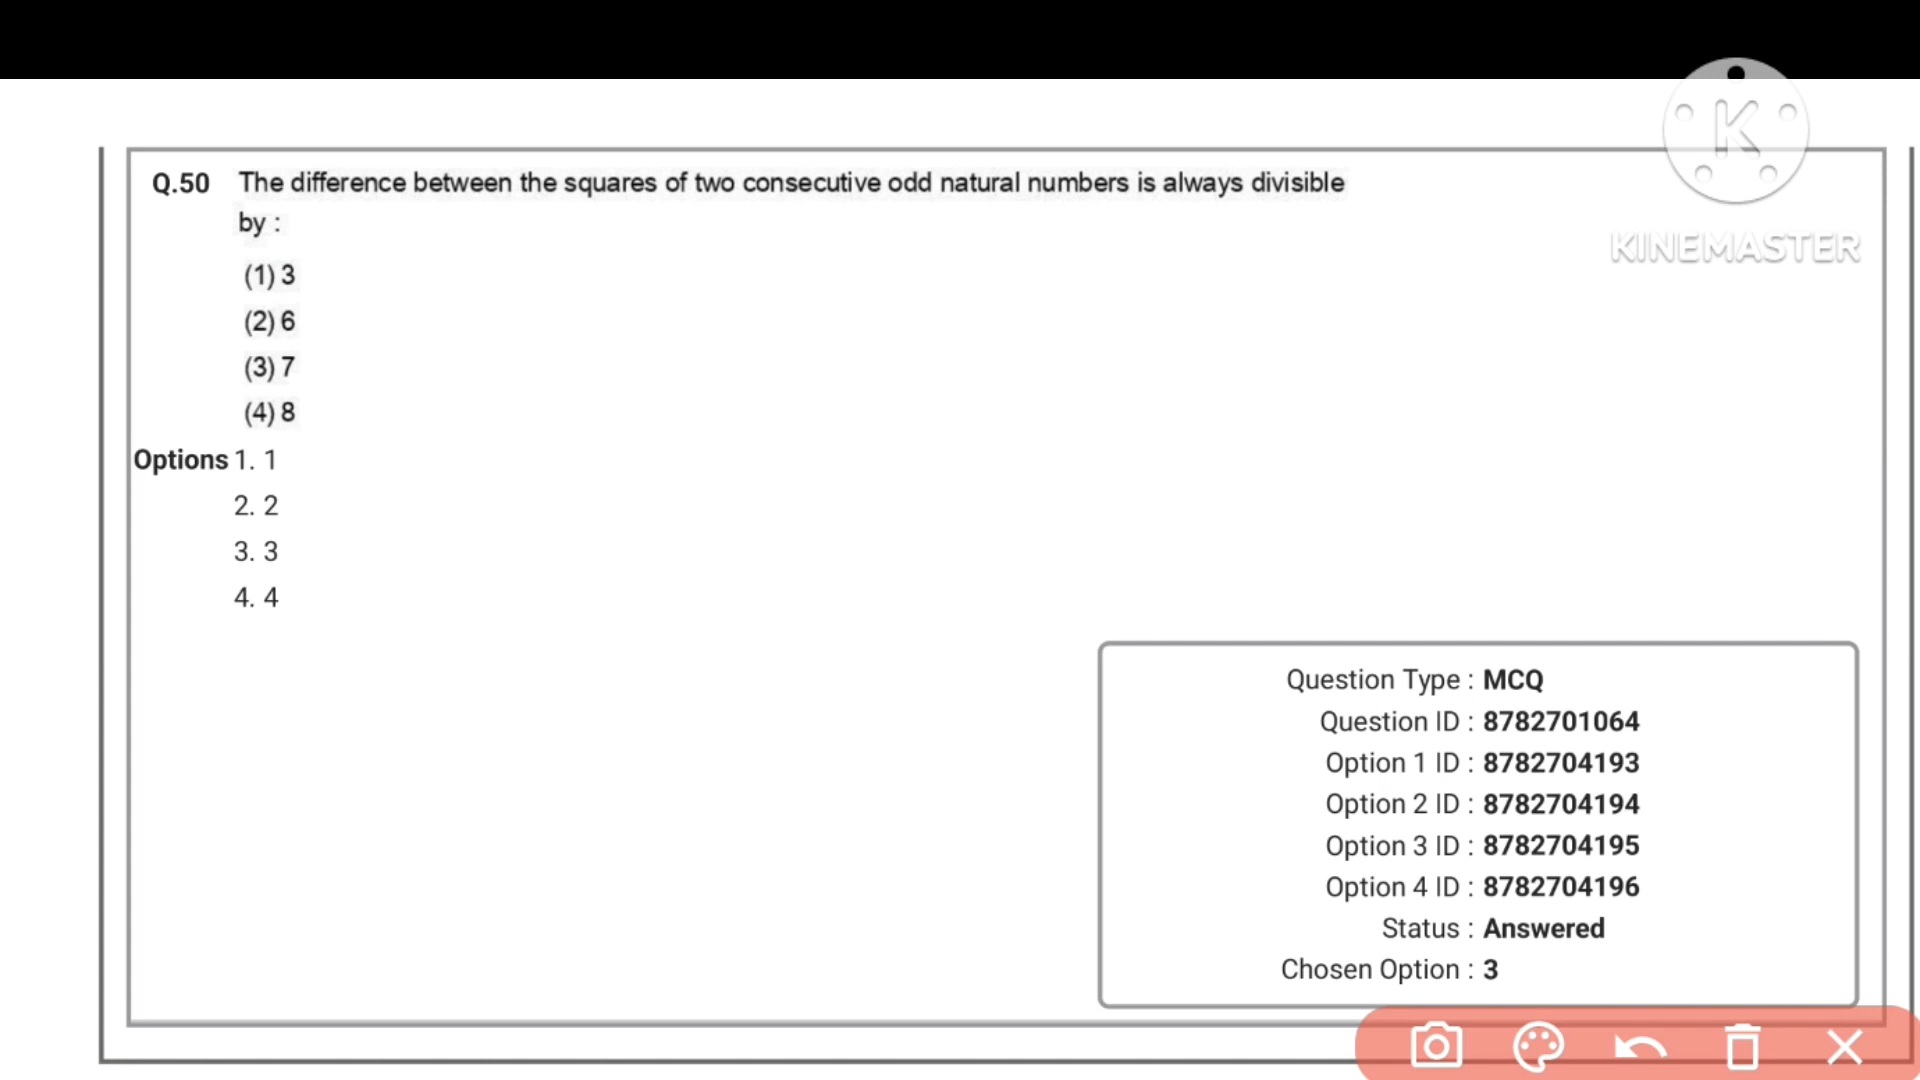 K
KINEMASTER
Q.50 The difference between the squares of two consecutive odd natural numbers is always divisible
by :
(1) 3
(2) 6
(3) 7
(4) 8
Options 1. 1
2. 2
3. 3
4. 4
Question Type : MCQ
Question ID : 8782701064
Option 1 ID : 8782704193
Option 2 ID : 8782704194
Option 3 ID : 8782704195
Option 4 ID : 8782704196
Status : Answered
Chosen Option : 3